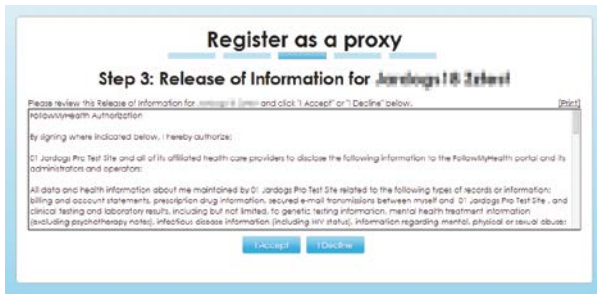 Register as a proxy
Step 3: Release of Information for
Please review this Release of Information for and click "I Accept" or "I Decline" below. [Print]
FollowMyHealth Authorization
By signing where indicated below, I hereby authorize:
01 Jardogs Pro Test Site and all of its affiliated health care providers to disclose the following information to the FollowMyHealth portal and its
administrators and operators:
All data and health information about me maintained by 01 Jardogs Pro Test Site related to the following types of records or information:
billing and account statements, prescription drug information, secured e-mail transmissions between myself and 01 Jardogs Pro Test Site , and
clinical testing and laboratory results, including but not limited, to genetic testing information, mental health treatment information
(excluding psychotherapy notes), infectious disease information (including HIV status), information regarding mental, physical or sexual abuse;
I Accept
I Decline